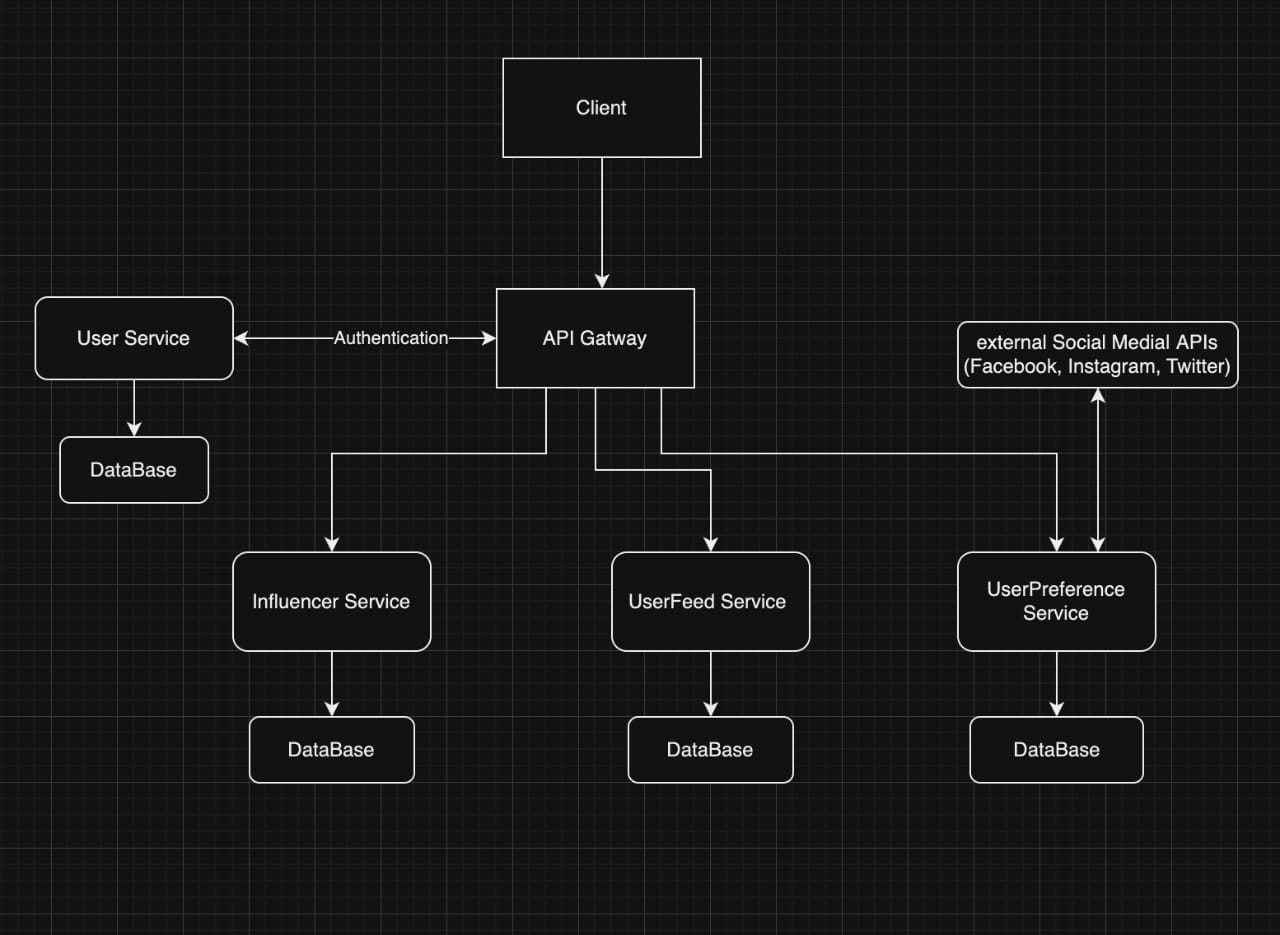 Client
User Service
Authentication
API Gatway
external Social Medial APIs
(Facebook, Instagram, Twitter)
DataBase
Influencer Service
UserFeed Service
UserPreference
Service
DataBase
DataBase
DataBase